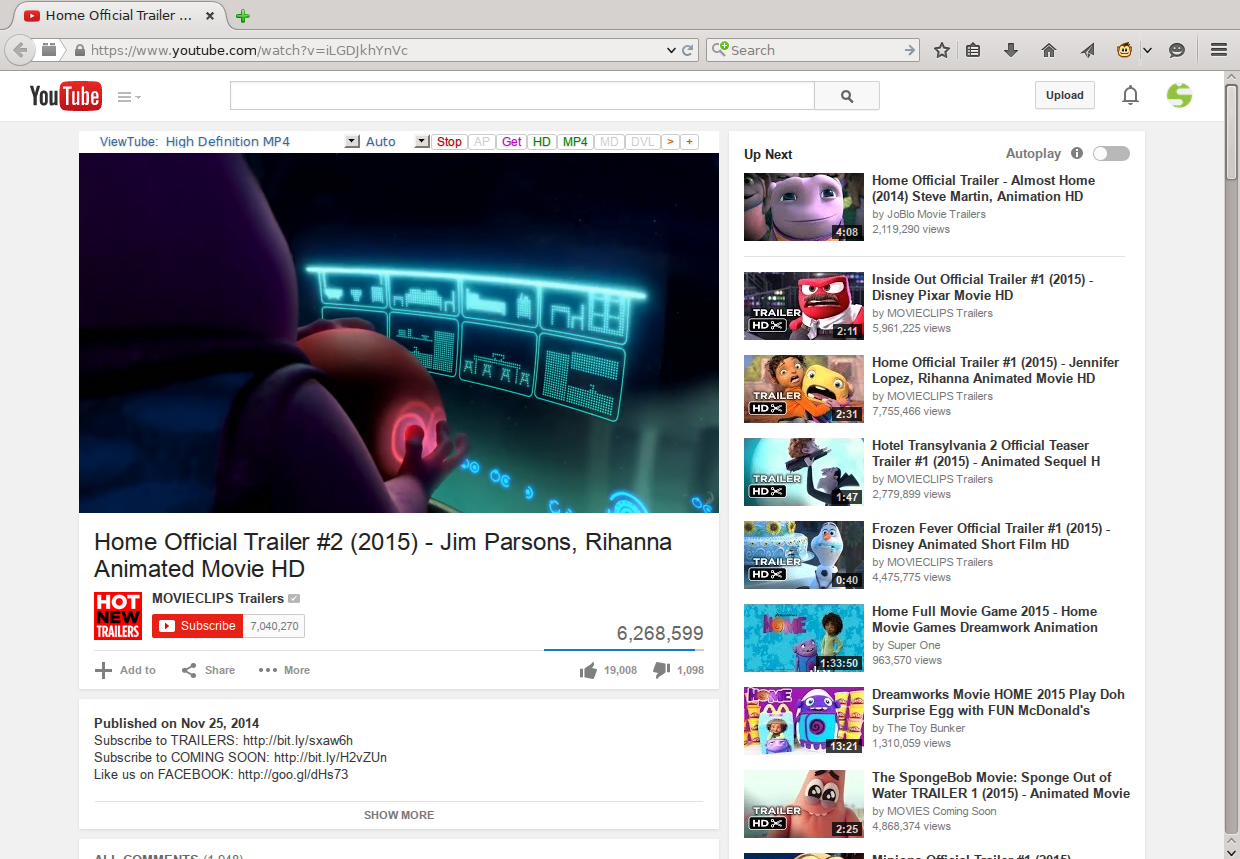 Home Official Trailer ...
https://www.youtube.com/watch?v=iLGDJkhYnVc
Search
YouTube
Upload
ViewTube: High Definition MP4 Auto Stop AP Get HD MP4 MD DVL > +
Home Official Trailer #2 (2015) - Jim Parsons, Rihanna
Animated Movie HD
HOT
NEW
TRAILERS
MOVIECLIPS Trailers
Subscribe 7,040,270
6,268,599
Add to Share More 19,008 1,098
Published on Nov 25, 2014
Subscribe to TRAILERS: http://bit.ly/sxaw6h
Subscribe to COMING SOON: http://bit.ly/H2vZUn
Like us on FACEBOOK: http://goo.gl/dHs73
SHOW MORE
ALL COMMENTS (1,948)
Up Next
Autoplay
4:08
Home Official Trailer - Almost Home
(2014) Steve Martin, Animation HD
by JoBlo Movie Trailers
2,119,290 views
TRAILER
HD
2:11
Inside Out Official Trailer #1 (2015) -
Disney Pixar Movie HD
by MOVIECLIPS Trailers
5,961,225 views
TRAILER
HD
2:31
Home Official Trailer #1 (2015) - Jennifer
Lopez, Rihanna Animated Movie HD
by MOVIECLIPS Trailers
7,755,466 views
TRAILER
HD
1:47
Hotel Transylvania 2 Official Teaser
Trailer #1 (2015) - Animated Sequel H
by MOVIECLIPS Trailers
2,779,899 views
TRAILER
HD
0:40
Frozen Fever Official Trailer #1 (2015) -
Disney Animated Short Film HD
by MOVIECLIPS Trailers
4,475,775 views
HOME
1:33:50
Home Full Movie Game 2015 - Home
Movie Games Dreamwork Animation
by Super One
963,570 views
HOME
13:21
Dreamworks Movie HOME 2015 Play Doh
Surprise Egg with FUN McDonald's
by The Toy Bunker
1,310,059 views
TRAILER
HD
2:25
The SpongeBob Movie: Sponge Out of
Water TRAILER 1 (2015) - Animated Movie
by MOVIES Coming Soon
4,868,374 views
Minions Official Trailer #1 (2015)